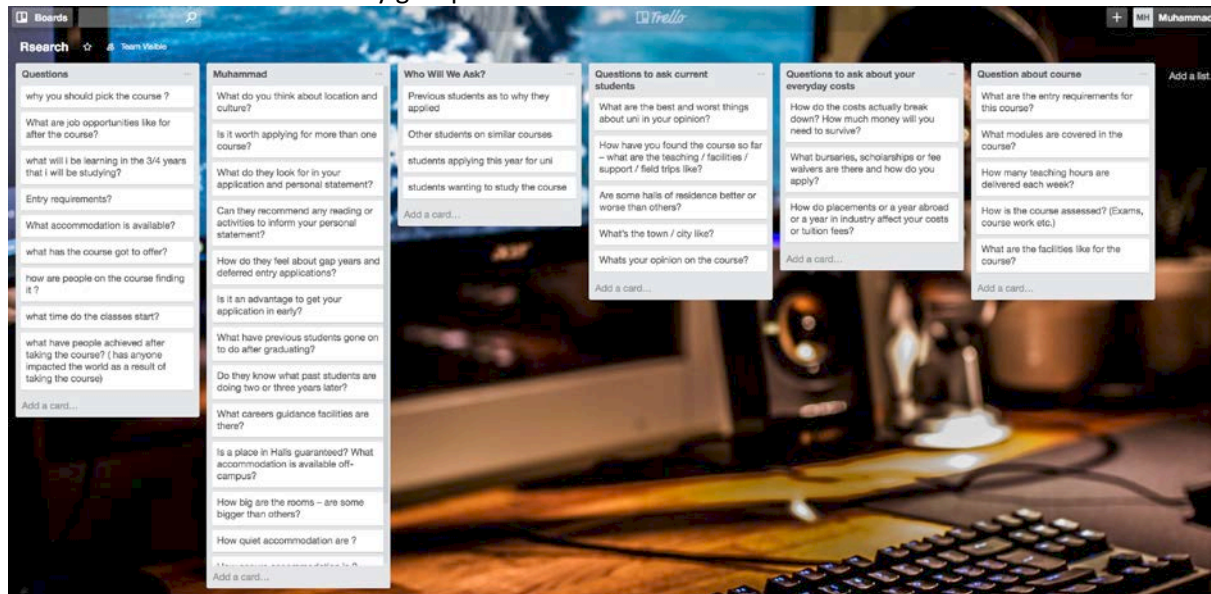 Boards
Trello
+ MH Muhammad
Rsearch
Team Visible
Questions
why you should pick the course ?
What are job opportunities like for
after the course?
what will i be learning in the 3/4 years
that i will be studying?
Entry requirements?
What accommodation is available?
what has the course got to offer?
how are people on the course finding
it ?
what time do the classes start?
what have people achieved after
taking the course? ( has anyone
impacted the world as a result of
taking the course)
Add a card...
Muhammad
What do you think about location and
culture?
Is it worth applying for more than one
course?
What do they look for in your
application and personal statement?
Can they recommend any reading or
activities to inform your personal
statement?
How do they feel about gap years and
deferred entry applications?
Is it an advantage to get your
application in early?
What have previous students gone on
to do after graduating?
Do they know what past students are
doing two or three years later?
What careers guidance facilities are
there?
Is a place in Halls guaranteed? What
accommodation is available off-
campus?
How big are the rooms – are some
bigger than others?
How quiet accommodation are ?
Add a card...
Who Will We Ask?
Previous students as to why they
applied
Other students on similar courses
students applying this year for uni
students wanting to study the course
Add a card...
Questions to ask current
students
What are the best and worst things
about uni in your opinion?
How have you found the course so far
– what are the teaching / facilities /
support / field trips like?
Are some halls of residence better or
worse than others?
What's the town / city like?
Whats your opinion on the course?
Add a card...
Questions to ask about your
everyday costs
How do the costs actually break
down? How much money will you
need to survive?
What bursaries, scholarships or fee
waivers are there and how do you
apply?
How do placements or a year abroad
or a year in industry affect your costs
or tuition fees?
Add a card...
Question about course
What are the entry requirements for
this course?
What modules are covered in the
course?
How many teaching hours are
delivered each week?
How is the course assessed? (Exams,
course work etc.)
What are the facilities like for the
course?
Add a card...
Add a list
acer